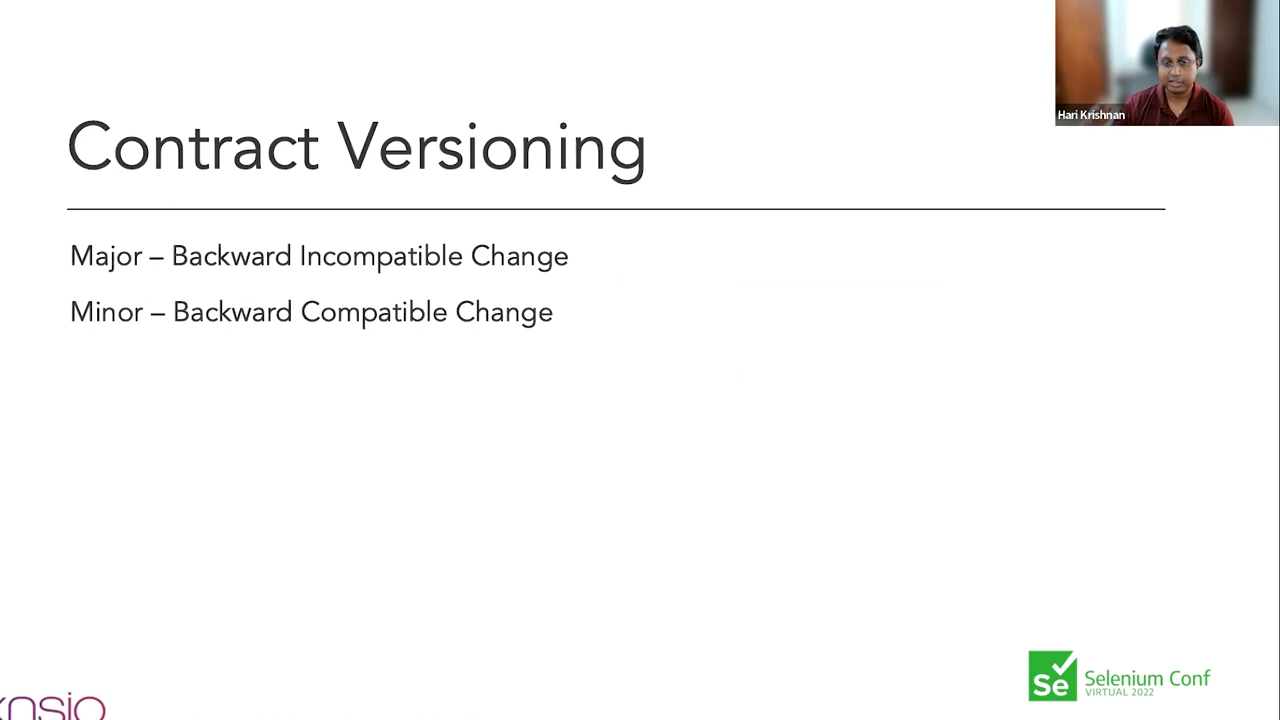 Hari Krishnan
Contract Versioning
Major – Backward Incompatible Change
Minor – Backward Compatible Change
Se
Selenium Conf
VIRTUAL 2022